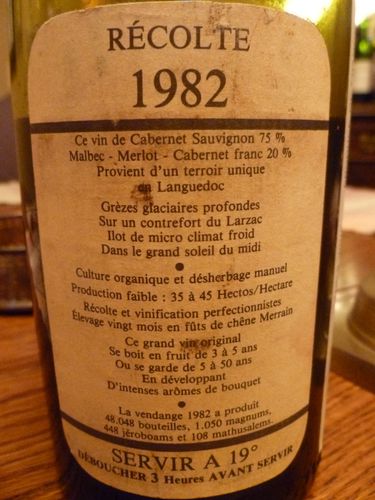 RÉCOLTE
1982
Ce vin de Cabernet Sauvignon 75 %
Malbec - Merlot - Cabernet franc 20 %
Provient d'un terroir unique
en Languedoc
Grèzes glaciaires profondes
Sur un contrefort du Larzac
Ilot de micro climat froid
Dans le grand soleil du midi
•
Culture organique et désherbage manuel
Production faible : 35 à 45 Hectos/Hectare
Récolte et vinification perfectionnistes
Élevage vingt mois en fûts de chêne Merrain
Ce grand vin original
Se boit en fruit de 3 à 5 ans
Ou se garde de 5 à 50 ans
En développant
D'intenses arômes de bouquet
•
La vendange 1982 a produit
48.048 bouteilles, 1.050 magnums,
448 jéroboams et 108 mathusalems.
SERVIR A 19°
DÉBOUCHER 3 Heures AVANT SERVIR